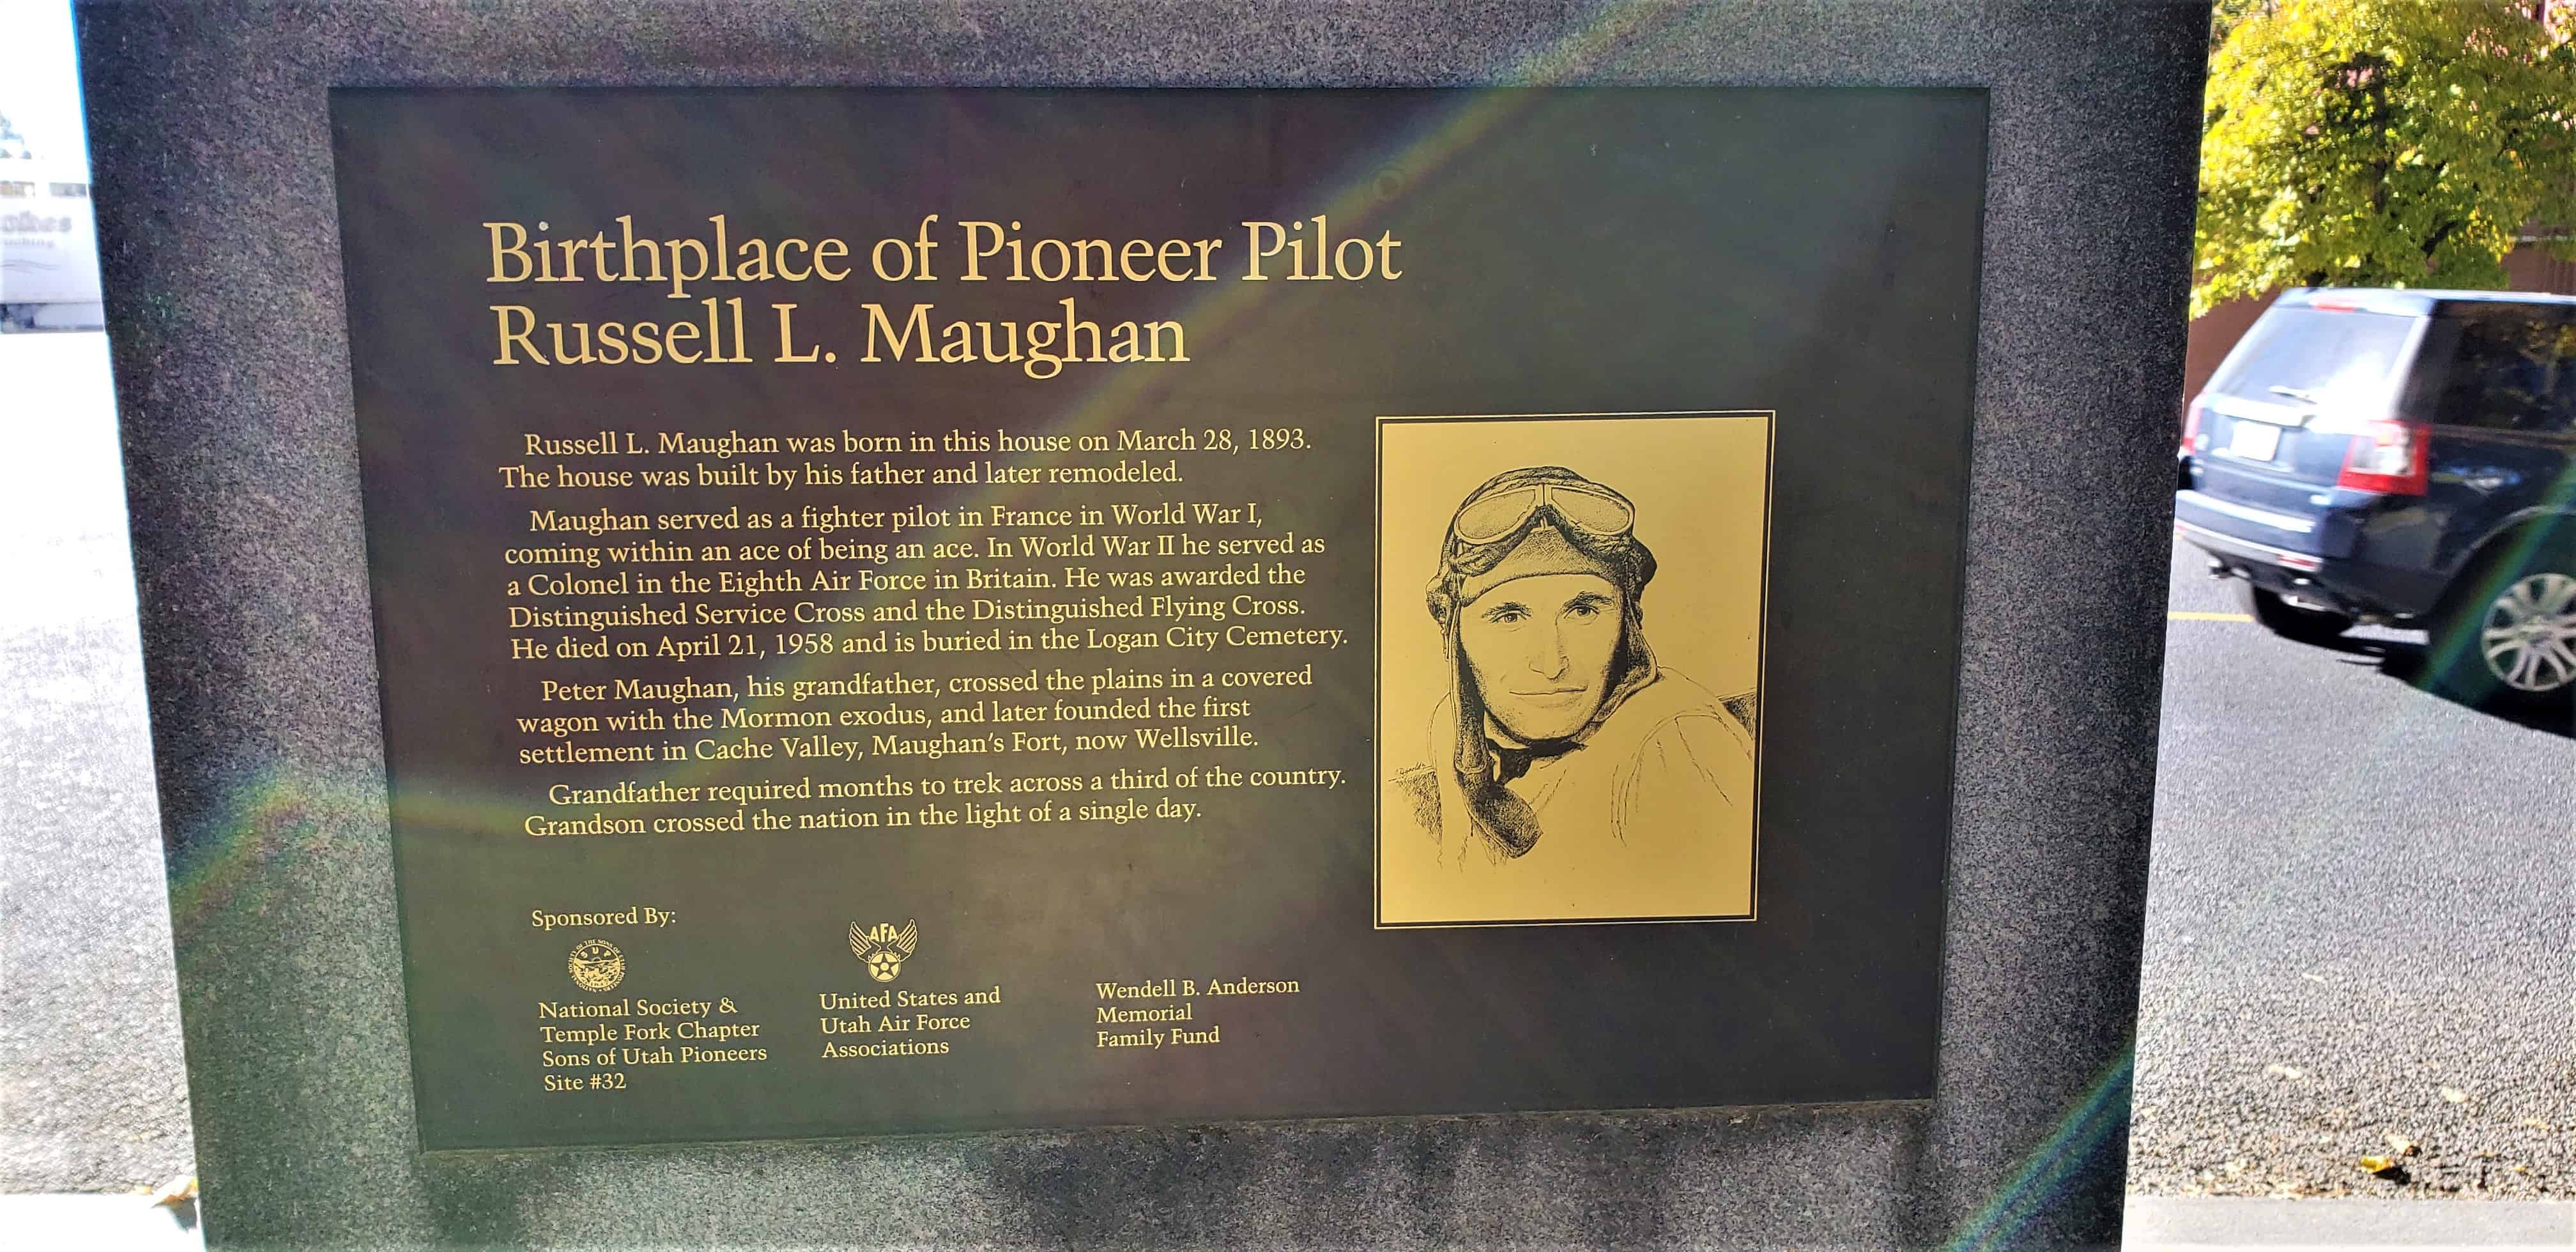 Birthplace of Pioneer Pilot
Russell L. Maughan
Russell L. Maughan was born in this house on March 28, 1893.
The house was built by his father and later remodeled.
Maughan served as a fighter pilot in France in World War I,
coming within an ace of being an ace. In World War II he served as
a Colonel in the Eighth Air Force in Britain. He was awarded the
Distinguished Service Cross and the Distinguished Flying Cross.
He died on April 21, 1958 and is buried in the Logan City Cemetery.
Peter Maughan, his grandfather, crossed the plains in a covered
wagon with the Mormon exodus, and later founded the first
settlement in Cache Valley, Maughan's Fort, now Wellsville.
Grandfather required months to trek across a third of the country.
Grandson crossed the nation in the light of a single day.
Sponsored By:
National Society &
Temple Fork Chapter
Sons of Utah Pioneers
Site #32
AFA
United States and
Utah Air Force
Associations
Wendell B. Anderson
Memorial
Family Fund